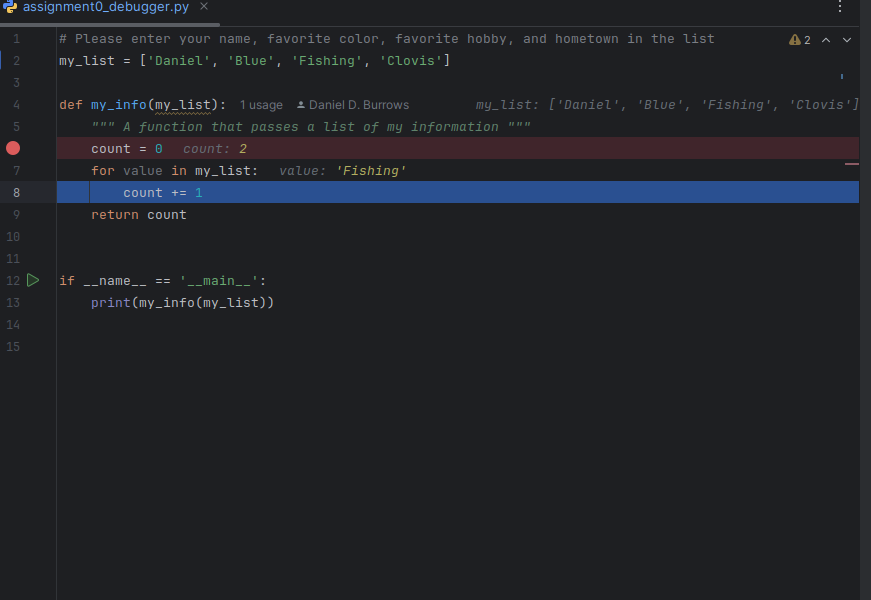 assignment0_debugger.py ×
1 # Please enter your name, favorite color, favorite hobby, and hometown in the list 2
2 my_list = ['Daniel', 'Blue', 'Fishing', 'Clovis']
3
4 def my_info(my_list): 1 usage Daniel D. Burrows my_list: ['Daniel', 'Blue', 'Fishing', 'Clovis']
5 """ A function that passes a list of my information """
count = 0 count: 2
7 for value in my_list: value: 'Fishing'
8 count += 1
9 return count
10
11
12 if __name__ == '__main__':
13 print(my_info(my_list))
14
15